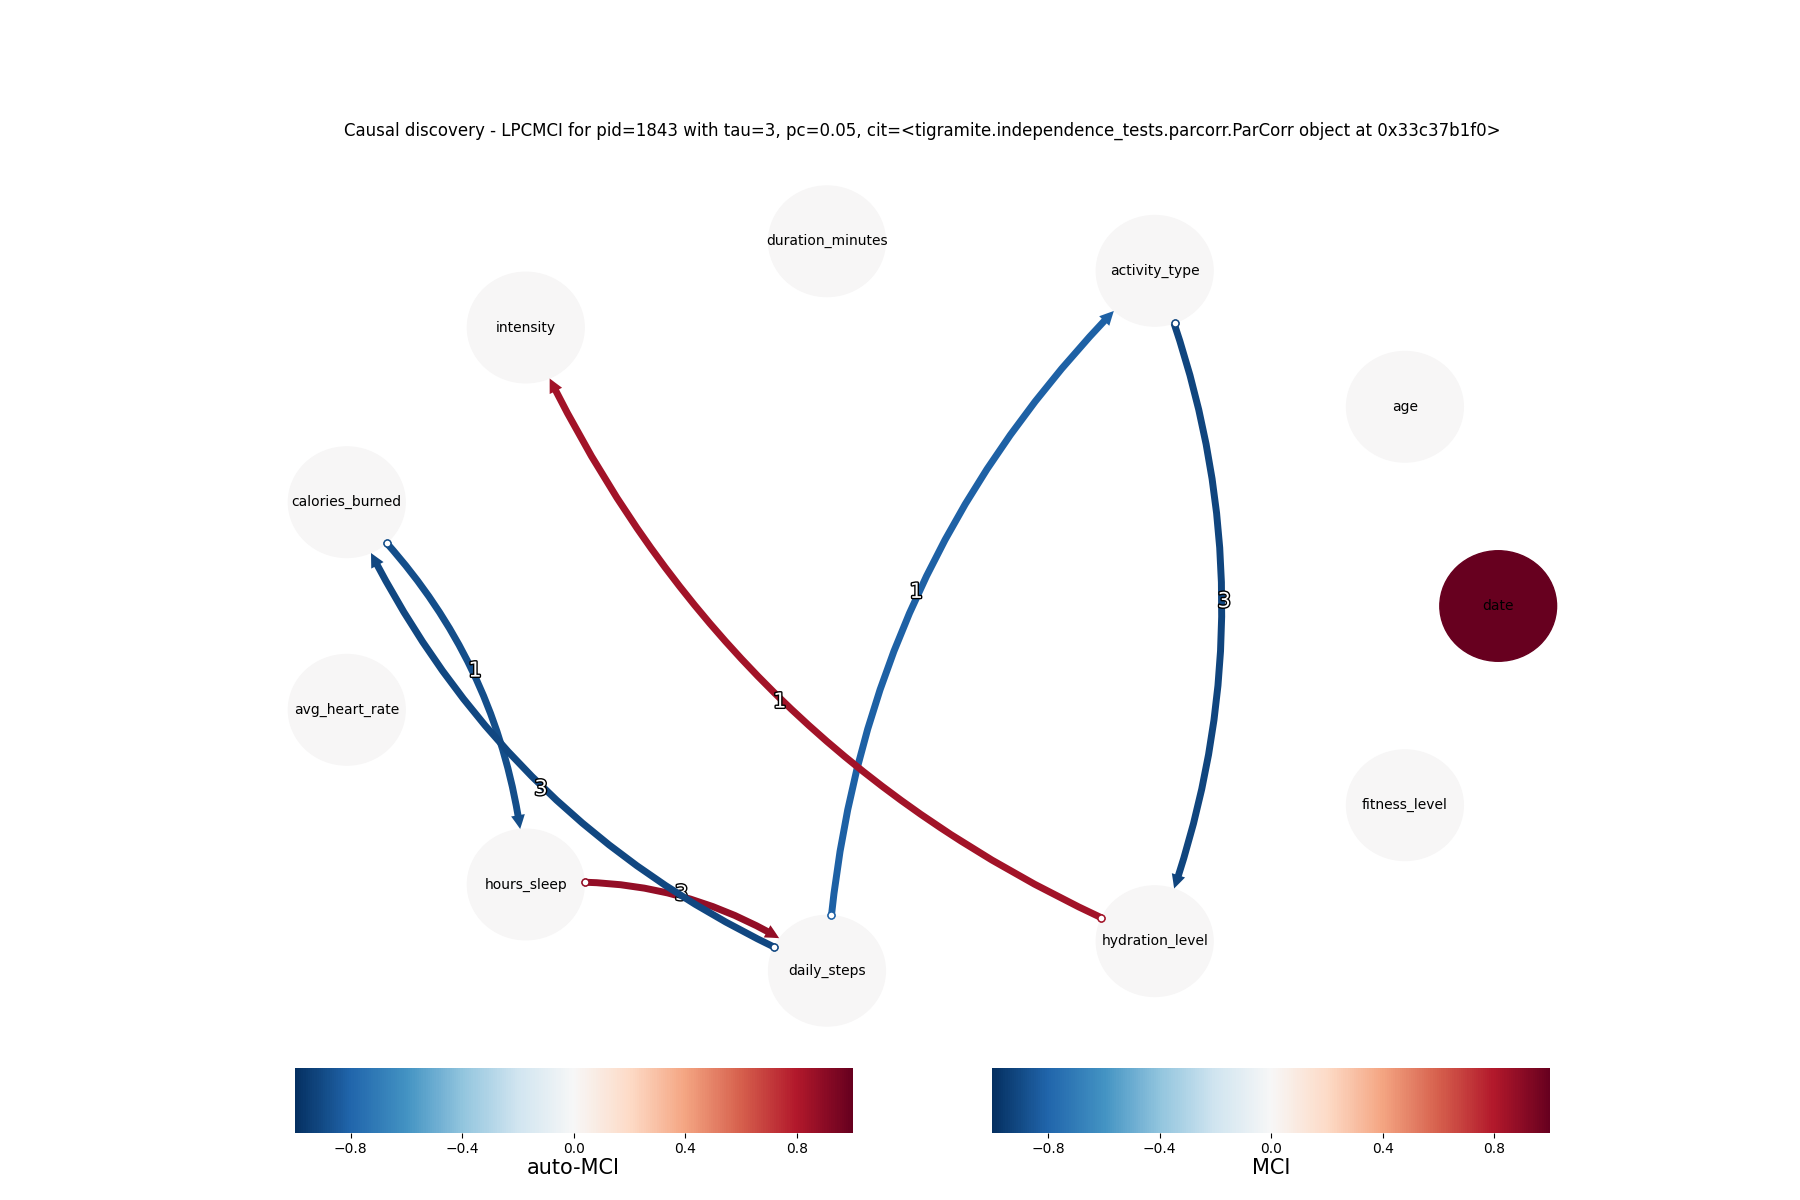 Causal discovery - LPCMCI for pid=1843 with tau=3, pc=0.05, cit=<tigramite.independence_tests.parcorr.ParCorr object at 0x33c37b1f0>
duration_minutes
activity_type
intensity
age
calories_burned
1
3
date
1
1
avg_heart_rate
3
fitness_level
hours_sleep
3
hydration_level
daily_steps
−0.8
−0.4
0.0
0.4
0.8
auto-MCI
−0.8
−0.4
0.0
0.4
0.8
MCI